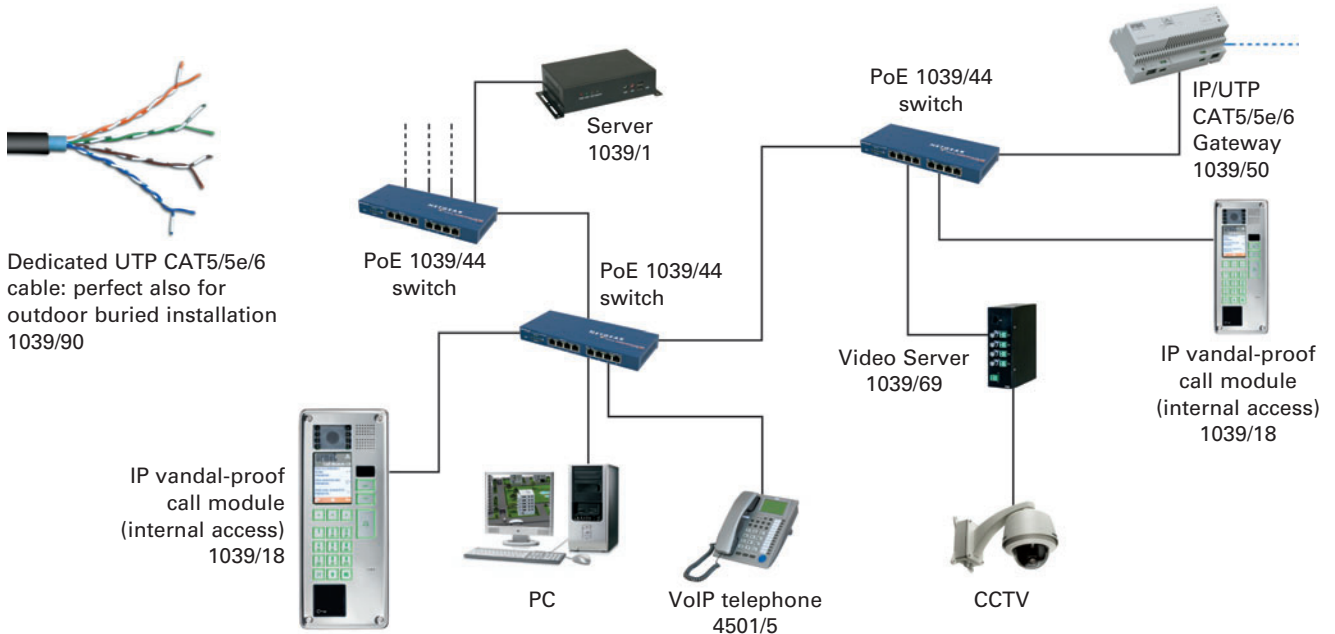 PoE 1039/44
switch
IP/UTP
CAT5/5e/6
Gateway
1039/50
Server
1039/1
NETGEAR
Dedicated UTP CAT5/5e/6
cable: perfect also for
outdoor buried installation
1039/90
NETGEAR
PoE 1039/44
switch
PoE 1039/44
switch
NETGEAR
Video Server
1039/69
IP vandal-proof
call module
(internal access)
1039/18
IP vandal-proof
call module
(internal access)
1039/18
PC
VoIP telephone
4501/5
CCTV